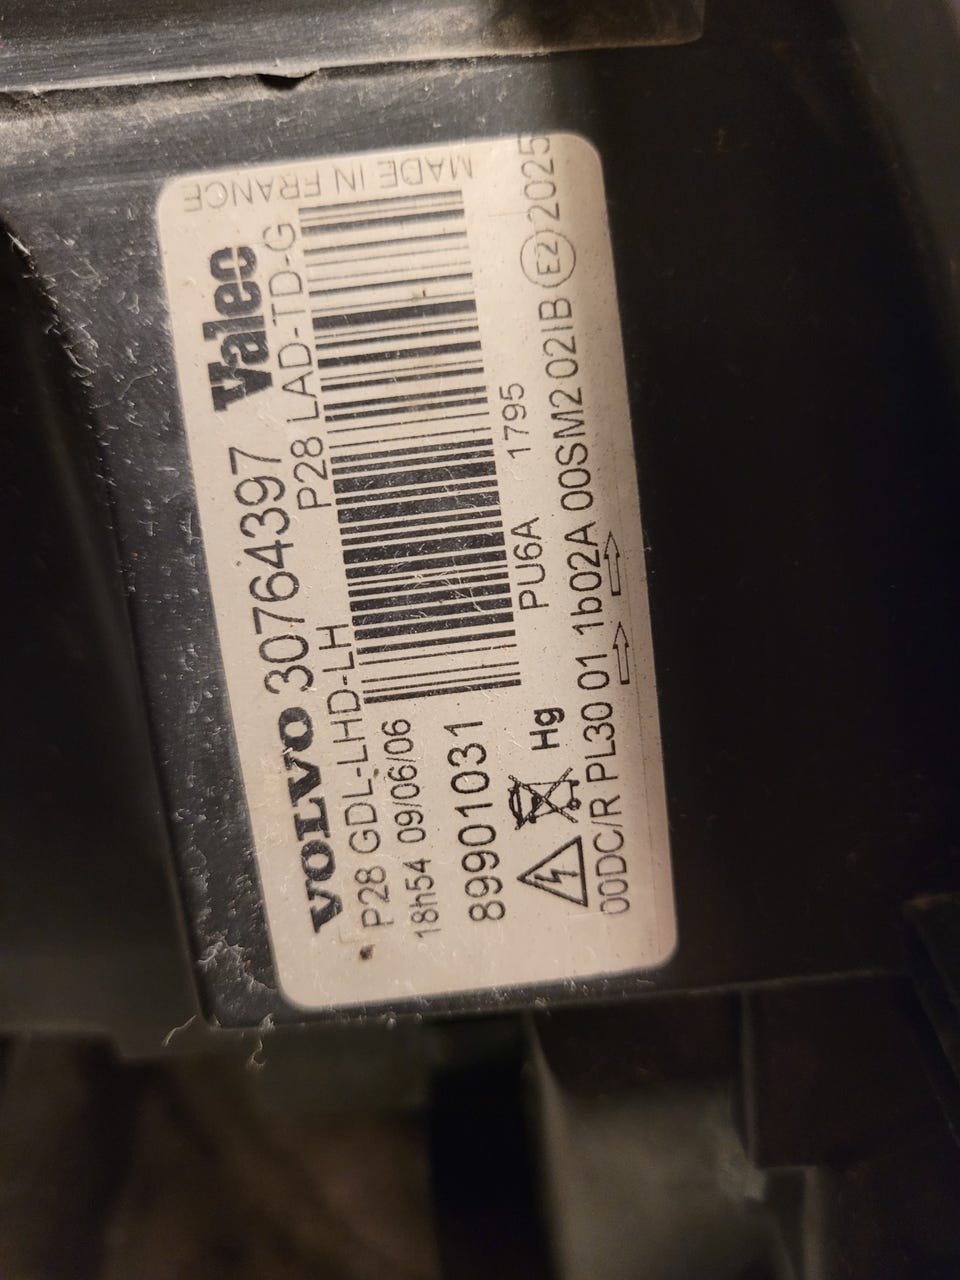 VOLVO 30764397 Valeo
P28 GDL-LHD-LH P28 LAD-TD-G
18h54 09/06/06
89901031
MADE IN FRANCE
Hg PU6A 1795
00DC/R PL30 01 1b02A 00SM2 02IB E2 2025